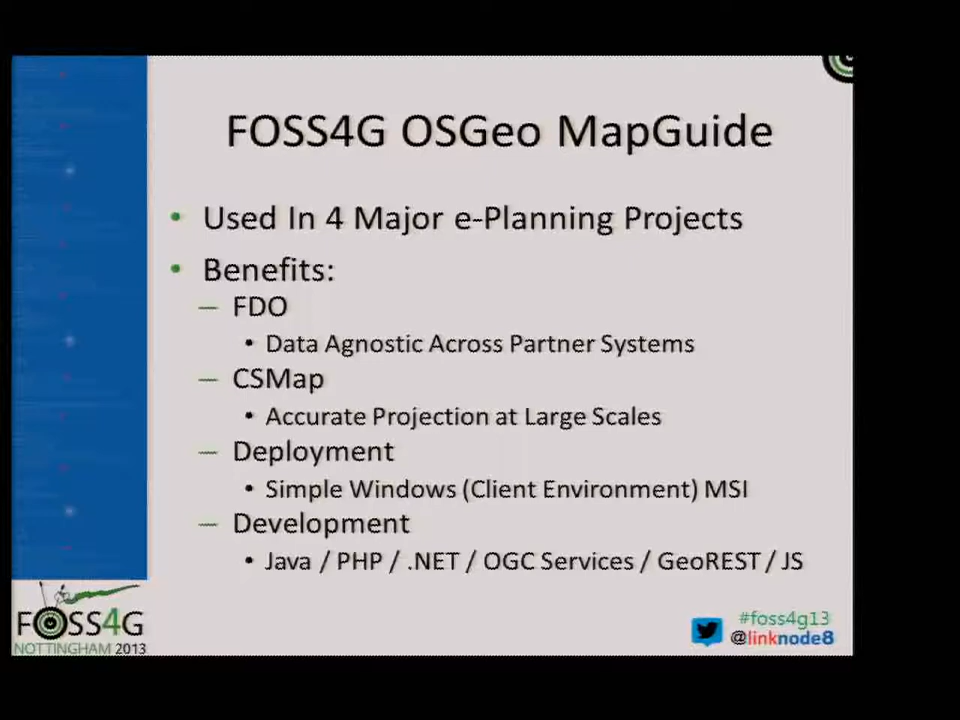 FOSS4G OSGeo MapGuide
• Used In 4 Major e-Planning Projects
• Benefits:
– FDO
• Data Agnostic Across Partner Systems
– CSMap
• Accurate Projection at Large Scales
– Deployment
• Simple Windows (Client Environment) MSI
– Development
• Java / PHP / .NET / OGC Services / GeoREST / JS
FOSS4G
NOTTINGHAM 2013
#foss4g13
@linknode8